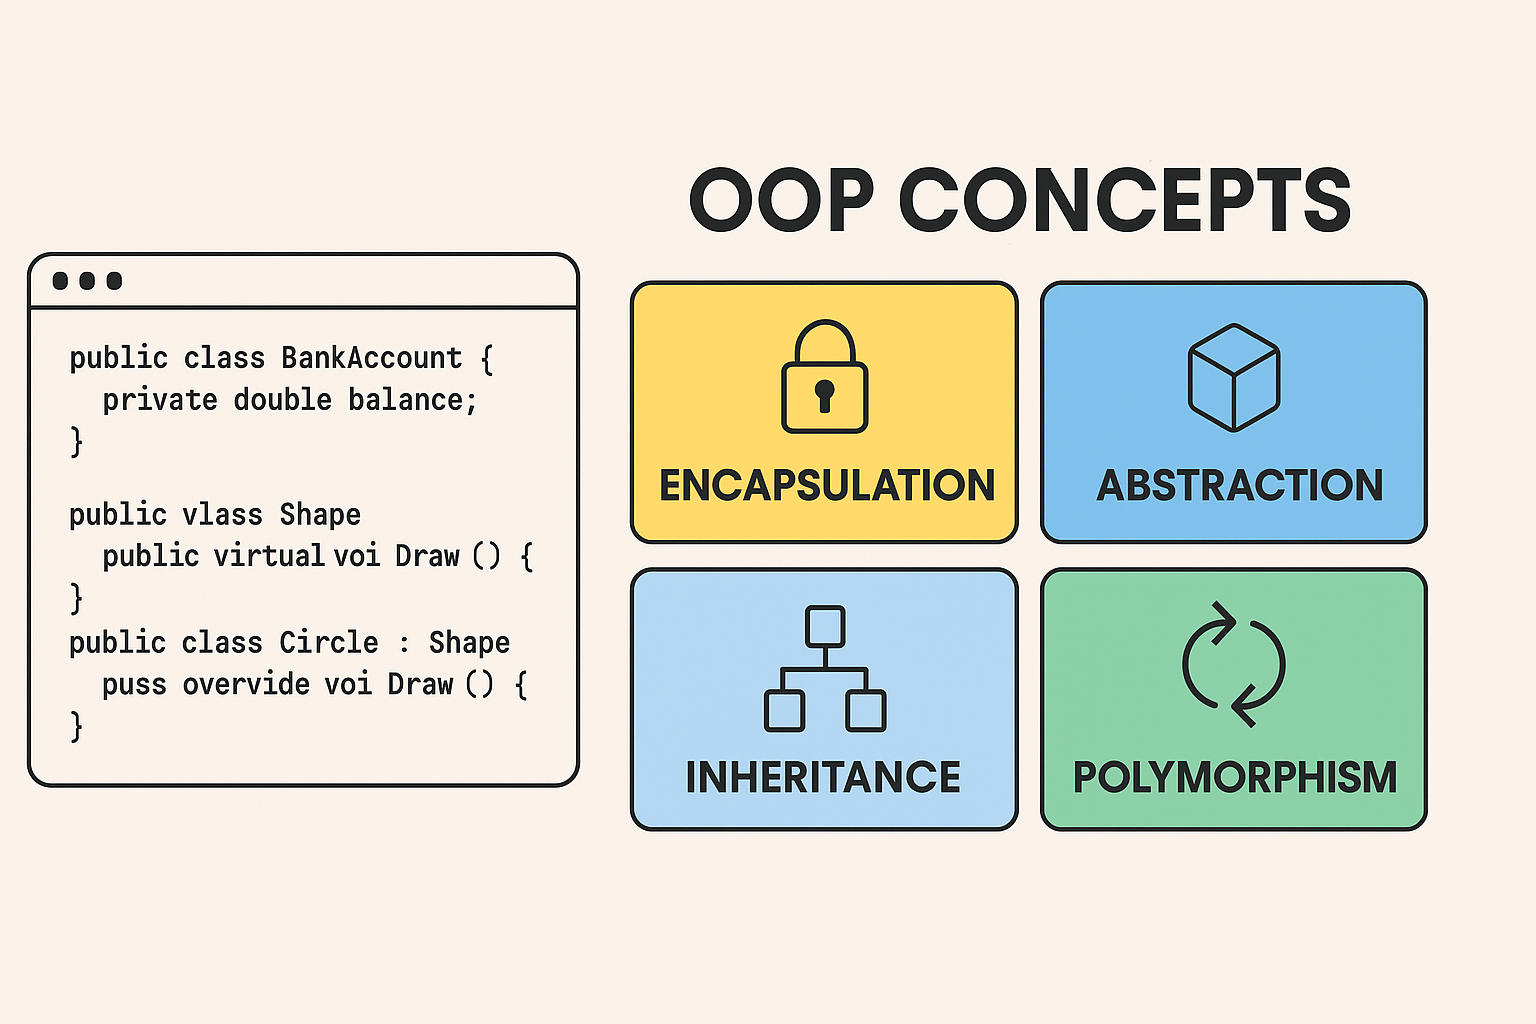 OOP CONCEPTS
public class BankAccount {
private double balance;
}
public vlass Shape
public virtual voi Draw () {
}
public class Circle : Shape
puss overvide voi Draw () {
}
ENCAPSULATION
ABSTRACTION
INHERITANCE
POLYMORPHISM